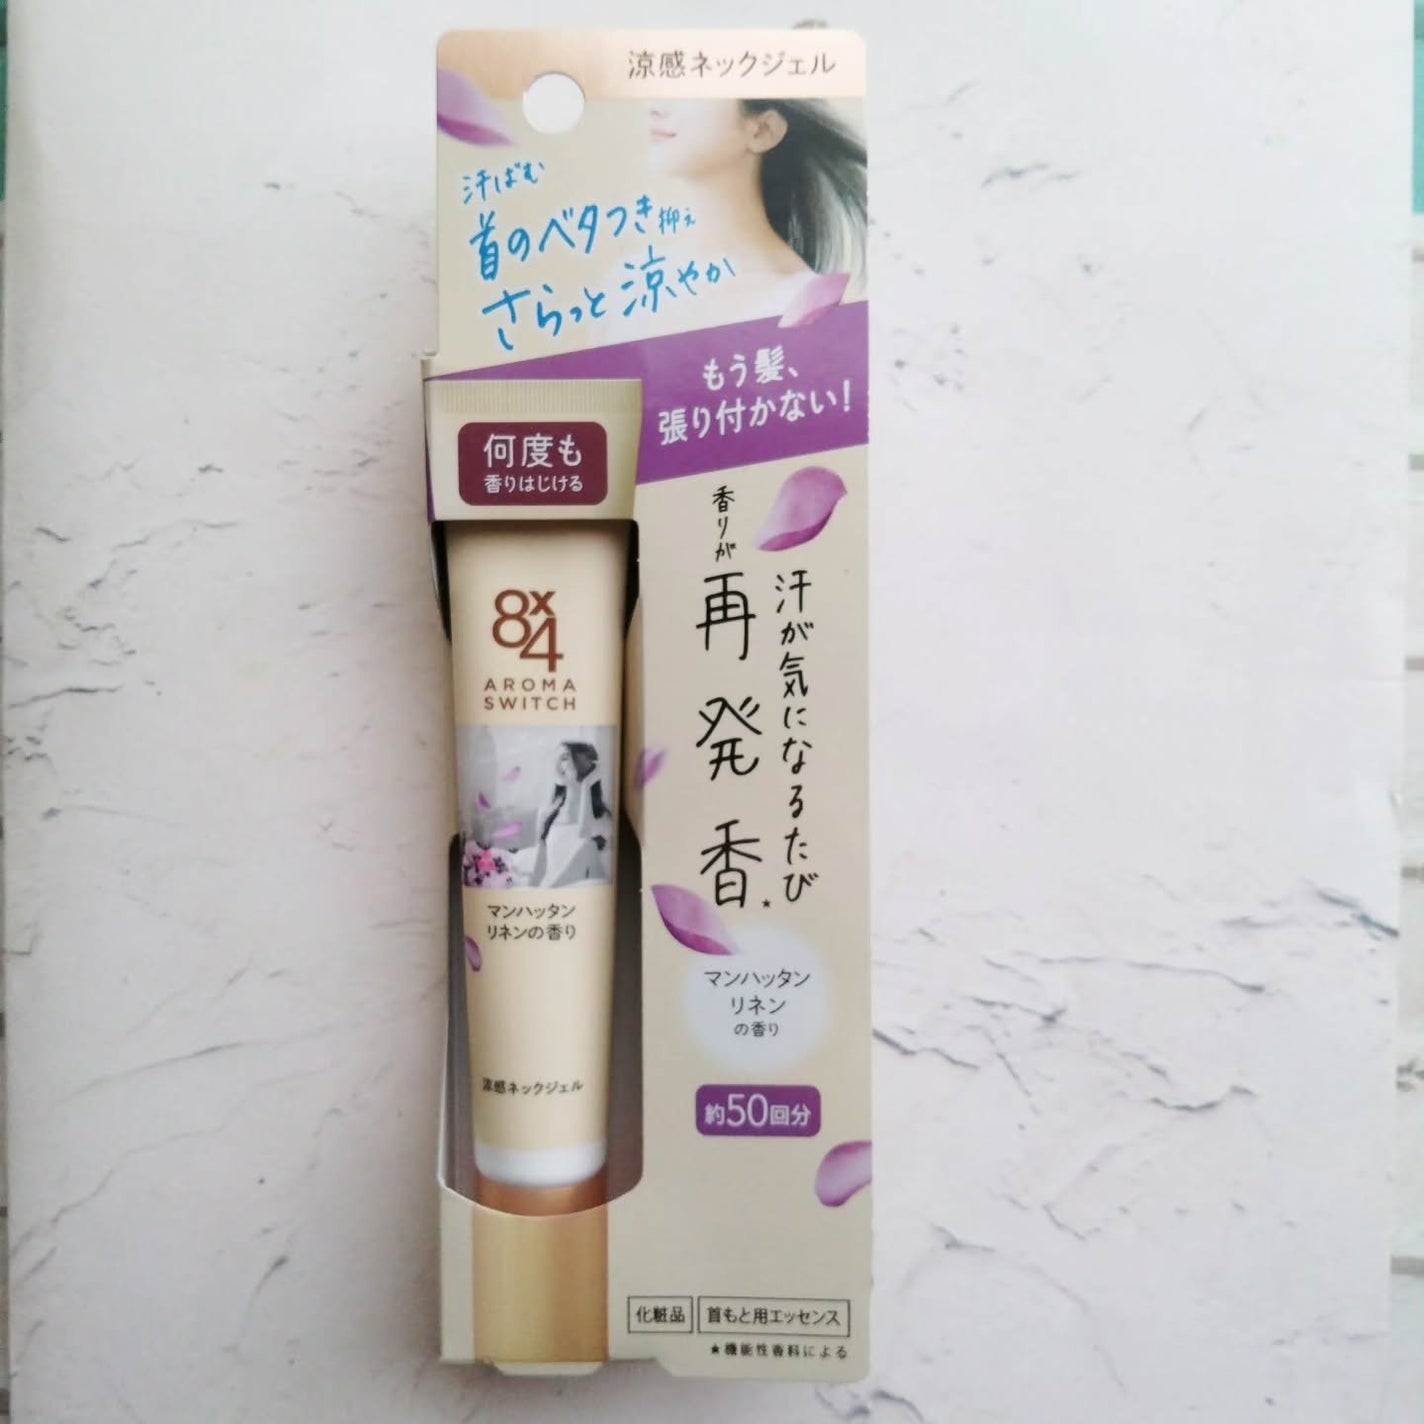 涼感ネックジェル
汗ばむ
首のベタつき抑え
さらっと涼やか
もう髪、
張り付かない!
何度も
香りはじける
汗が気になるたび
香りが
再発香★
8x4
AROMA
SWITCH
マンハッタン
リネンの香り
涼感ネックジェル
マンハッタン
リネン
の香り
約50回分
化粧品 首もと用エッセンス
★機能性香料による